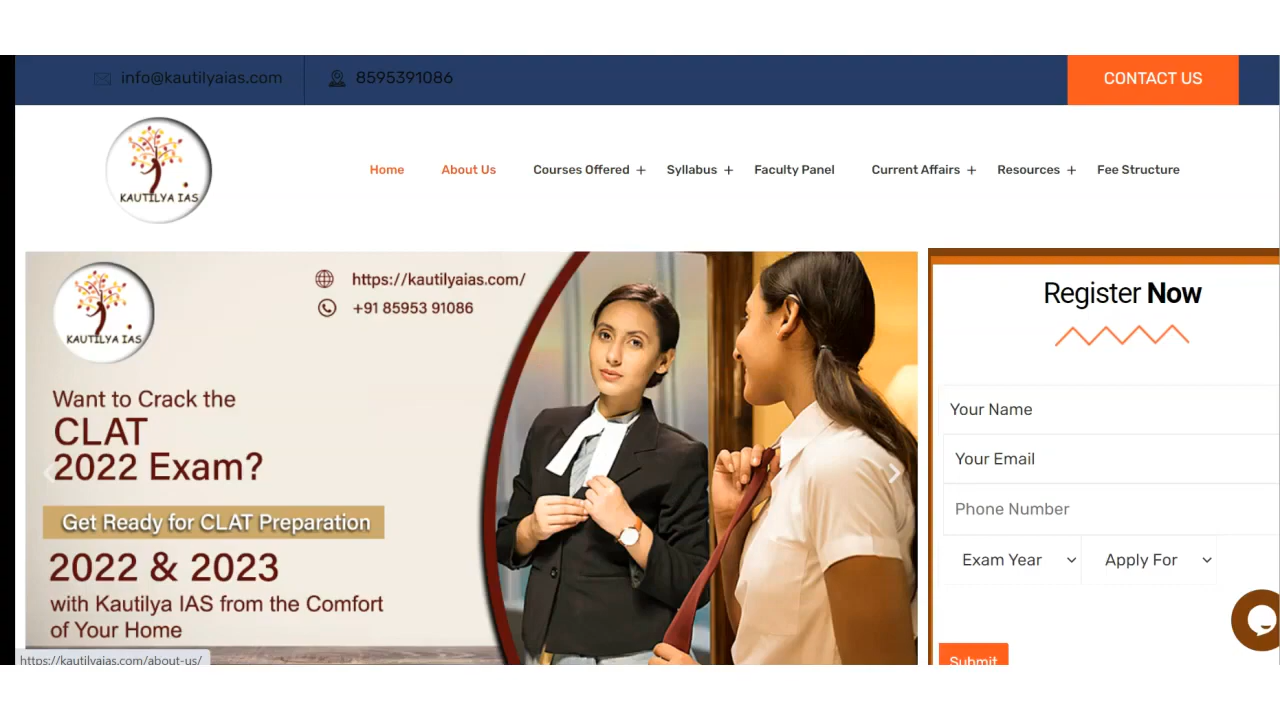 info@kautilyaias.com
8595391086
CONTACT US
KAUTILYA IAS
Home
About Us
Courses Offered +
Syllabus +
Faculty Panel
Current Affairs +
Resources +
Fee Structure
KAUTILYA IAS
https://kautilyaias.com/
+91 85953 91086
Want to Crack the
CLAT
2022 Exam?
Get Ready for CLAT Preparation
2022 & 2023
with Kautilya IAS from the Comfort
of Your Home
Register Now
Your Name
Your Email
Phone Number
Exam Year
Apply For
Submit
https://kautilyaias.com/about-us/